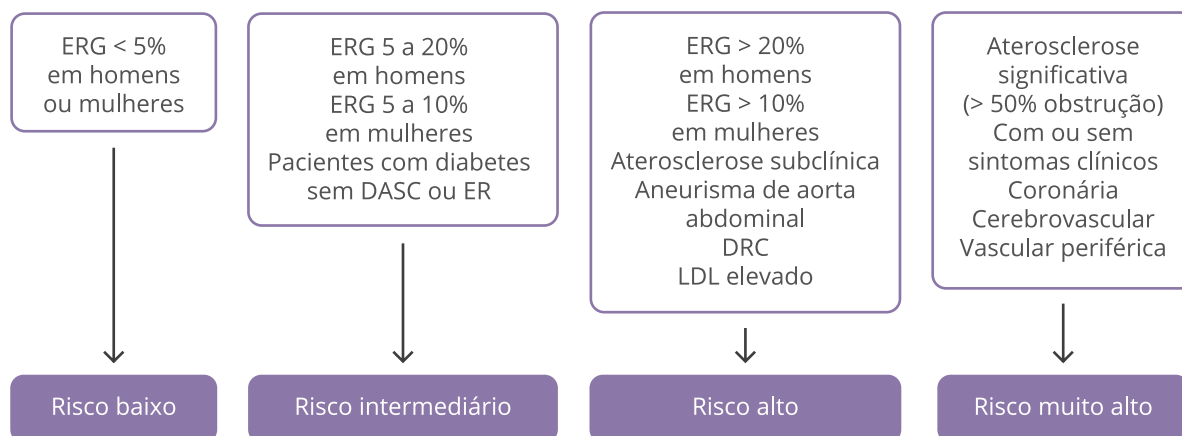 ERG < 5%
em homens
ou mulheres
Risco baixo
ERG 5 a 20%
em homens
ERG 5 a 10%
em mulheres
Pacientes com diabetes
sem DASC ou ER
Risco intermediário
ERG > 20%
em homens
ERG > 10%
em mulheres
Aterosclerose subclínica
Aneurisma de aorta
abdominal
DRC
LDL elevado
Risco alto
Aterosclerose
significativa
(> 50% obstrução)
Com ou sem
sintomas clínicos
Coronária
Cerebrovascular
Vascular periférica
Risco muito alto